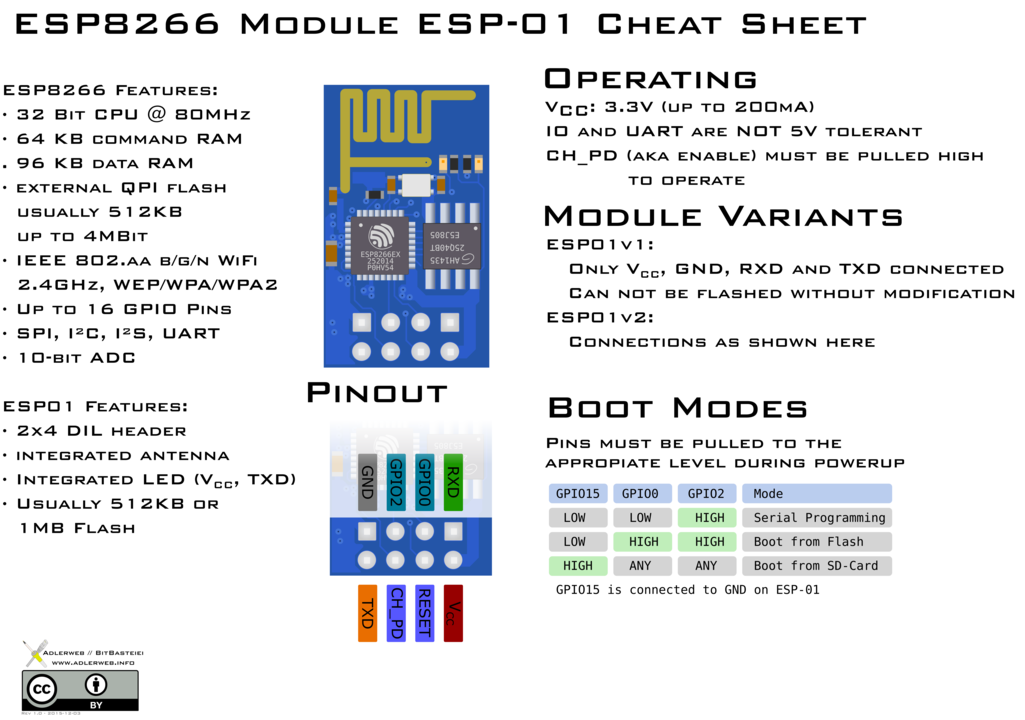 ESP8266 Module ESP-01 Cheat Sheet
ESP8266 Features:
· 32 Bit CPU @ 80MHz
· 64 KB command RAM
. 96 KB data RAM
· external QPI flash
usually 512KB
up to 4MBit
· IEEE 802.aa b/g/n WiFi
2.4GHz, WEP/WPA/WPA2
· Up to 16 GPIO Pins
· SPI, I²C, I²S, UART
· 10-bit ADC
ESP01 Features:
· 2x4 DIL header
· integrated antenna
· Integrated LED (Vcc, TXD)
· Usually 512KB or
1MB Flash
ESP8266EX
252014
P0HV54
AH1435
25Q40BT
E5J805
Pinout
GND
GPIO2
GPIO0
RXD
TXD
CH_PD
RESET
Vcc
Operating
Vcc: 3.3V (up to 200mA)
IO and UART are NOT 5V tolerant
CH_PD (aka enable) must be pulled high
to operate
Module Variants
ESP01v1:
Only Vcc, GND, RXD and TXD connected
Can not be flashed without modification
ESP01v2:
Connections as shown here
Boot Modes
Pins must be pulled to the
appropiate level during powerup
GPIO15 GPIO0 GPIO2 Mode
LOW LOW HIGH Serial Programming
LOW HIGH HIGH Boot from Flash
HIGH ANY ANY Boot from SD-Card
GPIO15 is connected to GND on ESP-01
Adlerweb // BitBastelei
www.adlerweb.info
cc
BY